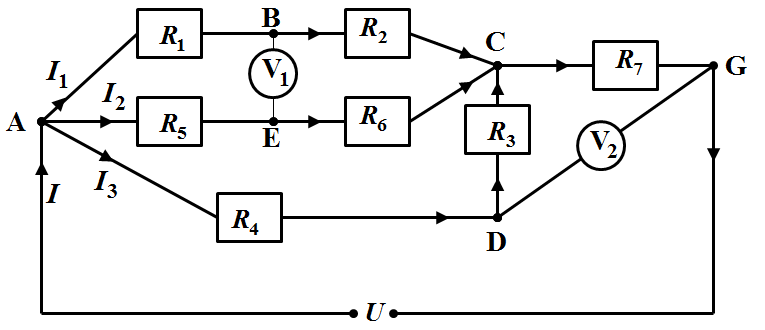 B
R₁
R₂
C
I₁
V₁
R₇
G
I₂
A
R₅
E
R₆
R₃
V₂
I₃
I
R₄
D
U